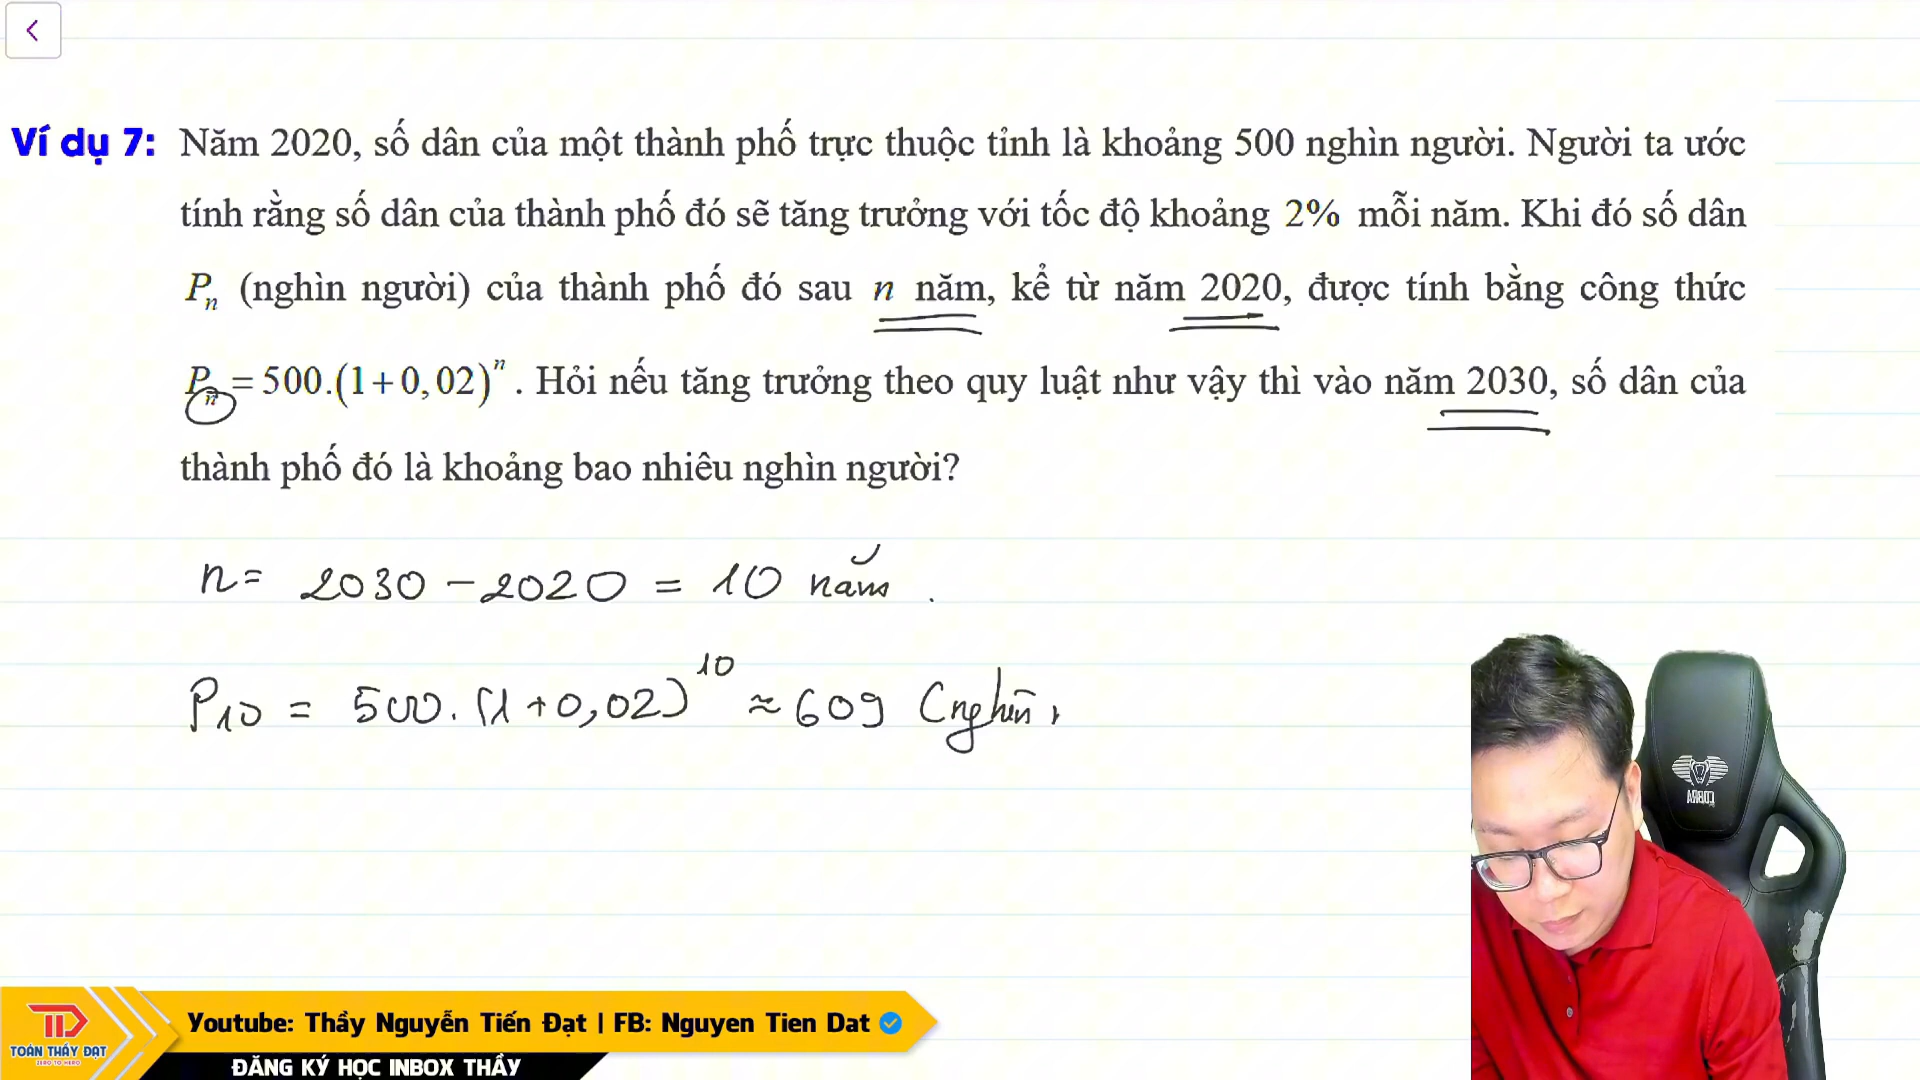 Ví dụ 7: Năm 2020, số dân của một thành phố trực thuộc tỉnh là khoảng 500 nghìn người. Người ta ước
tính rằng số dân của thành phố đó sẽ tăng trưởng với tốc độ khoảng 2% mỗi năm. Khi đó số dân
Pₙ (nghìn người) của thành phố đó sau n năm, kể từ năm 2020, được tính bằng công thức
Pₙ = 500.(1+0,02)ⁿ. Hỏi nếu tăng trưởng theo quy luật như vậy thì vào năm 2030, số dân của
thành phố đó là khoảng bao nhiêu nghìn người?
n = 2030 - 2020 = 10 năm.
P₁₀ = 500.(1+0,02)¹⁰ ≈ 609 (nghìn
COBRA
TOÁN THẦY ĐẠT
ZERO TO HERO
Youtube: Thầy Nguyễn Tiến Đạt | FB: Nguyen Tien Dat
ĐĂNG KÝ HỌC INBOX THẦY